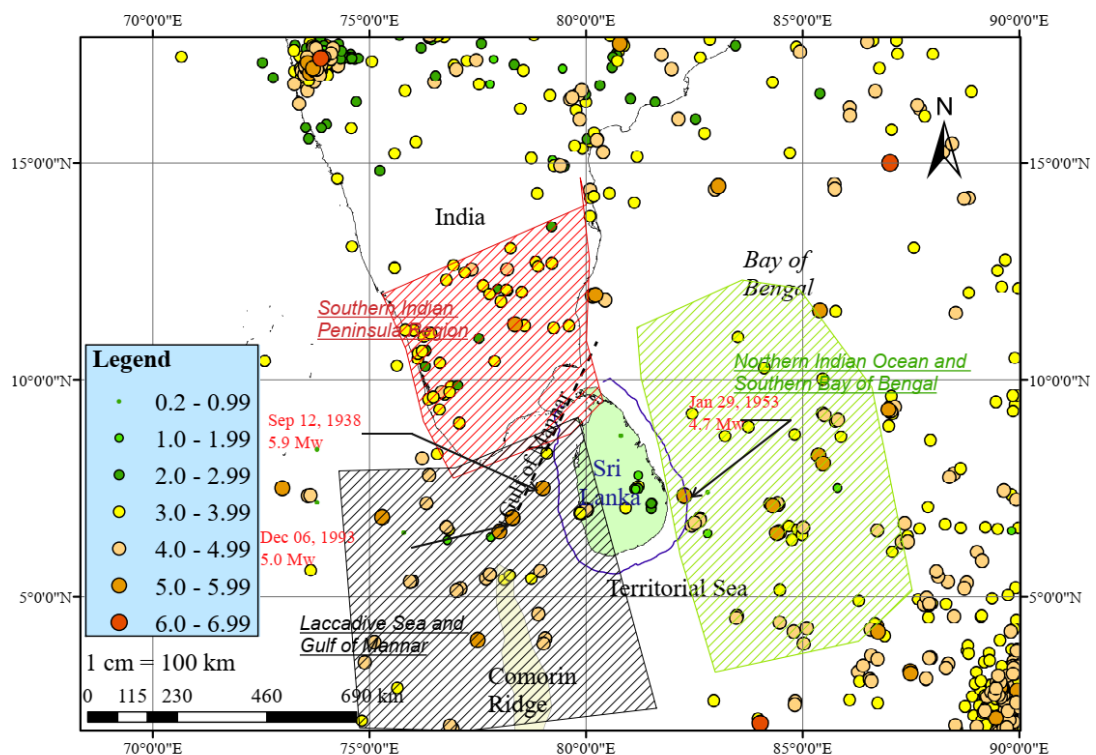 70°0'0"E 75°0'0"E 80°0'0"E 85°0'0"E 90°0'0"E
N
15°0'0"N 15°0'0"N
India
Bay of
Bengal
Southern Indian
Peninsula Region
Legend
0.2 - 0.99
1.0 - 1.99
2.0 - 2.99
3.0 - 3.99
4.0 - 4.99
5.0 - 5.99
6.0 - 6.99
10°0'0"N
Northern Indian Ocean and
Southern Bay of Bengal
Jan 29, 1953
4.7 Mw
Sep 12, 1938
5.9 Mw
Gulf of Mannar
Sri
Lanka
Dec 06, 1993
5.0 Mw
Territorial Sea
5°0'0"N
Laccadive Sea and
Gulf of Mannar
1 cm = 100 km
Comorin
Ridge
0 115 230 460 690 km
70°0'0"E 75°0'0"E 80°0'0"E 85°0'0"E 90°0'0"E